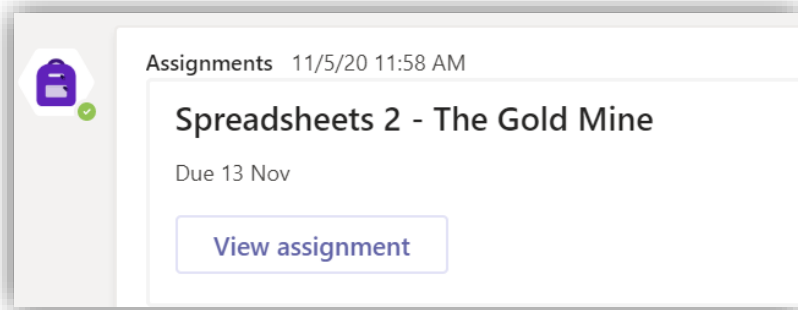 Assignments 11/5/20 11:58 AM
Spreadsheets 2 - The Gold Mine
Due 13 Nov
View assignment